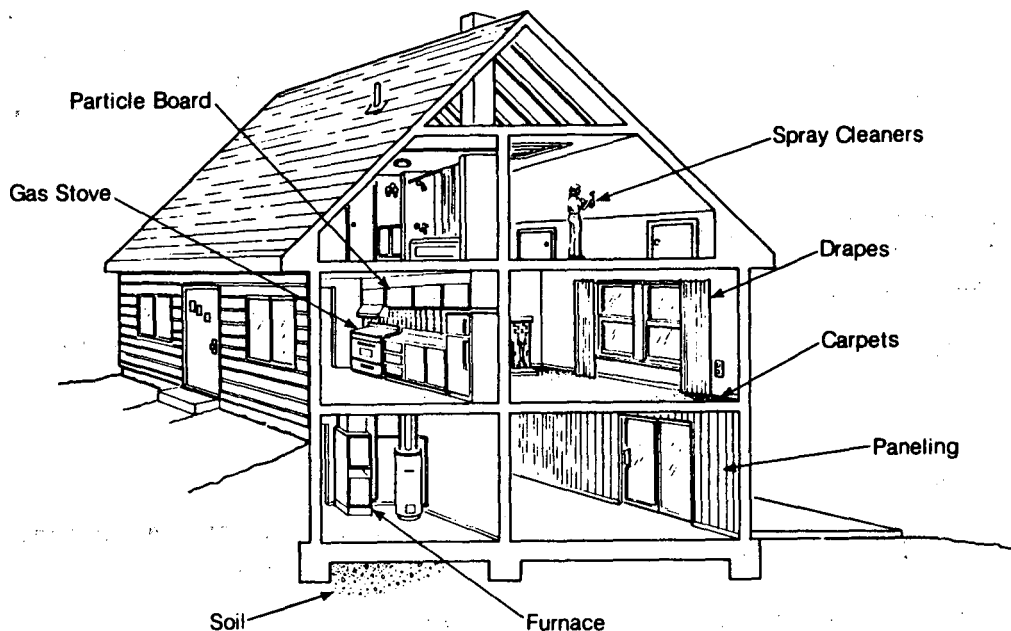 Particle Board
Spray Cleaners
Gas Stove
Drapes
Carpets
Paneling
Soil
Furnace